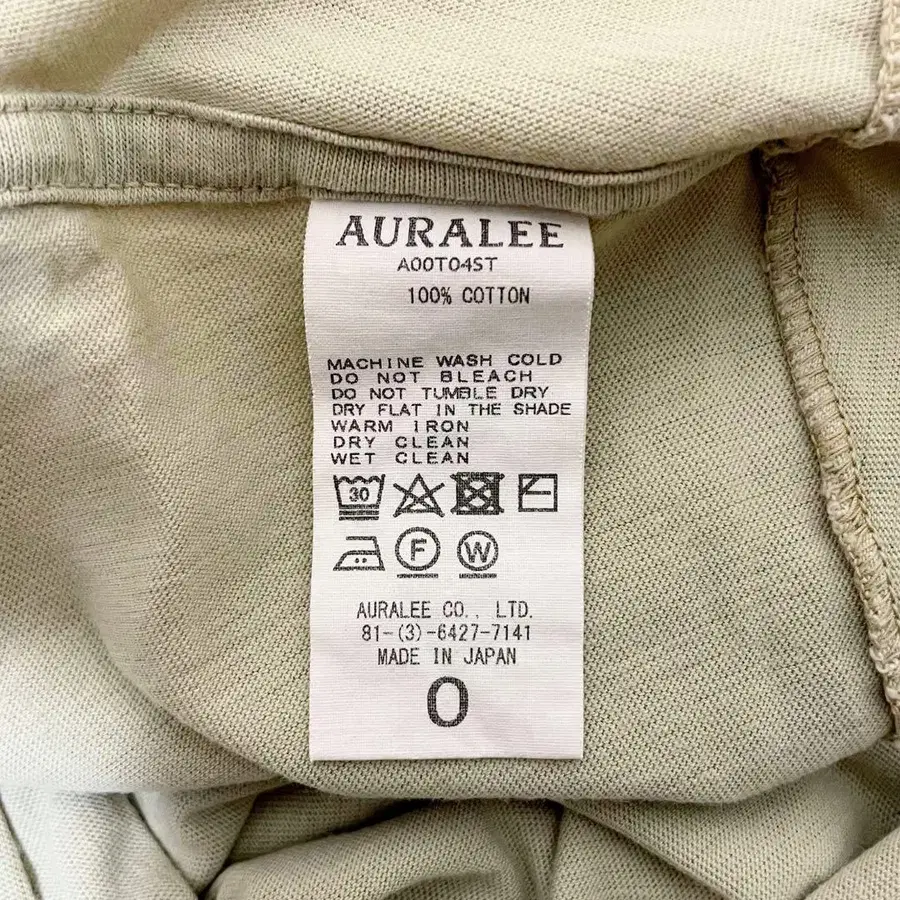 AURALEE
A00T04ST
100% COTTON
MACHINE WASH COLD
DO NOT BLEACH
DO NOT TUMBLE DRY
DRY FLAT IN THE SHADE
WARM IRON
DRY CLEAN
WET CLEAN
30
F W
AURALEE CO., LTD.
81-(3)-6427-7141
MADE IN JAPAN
0